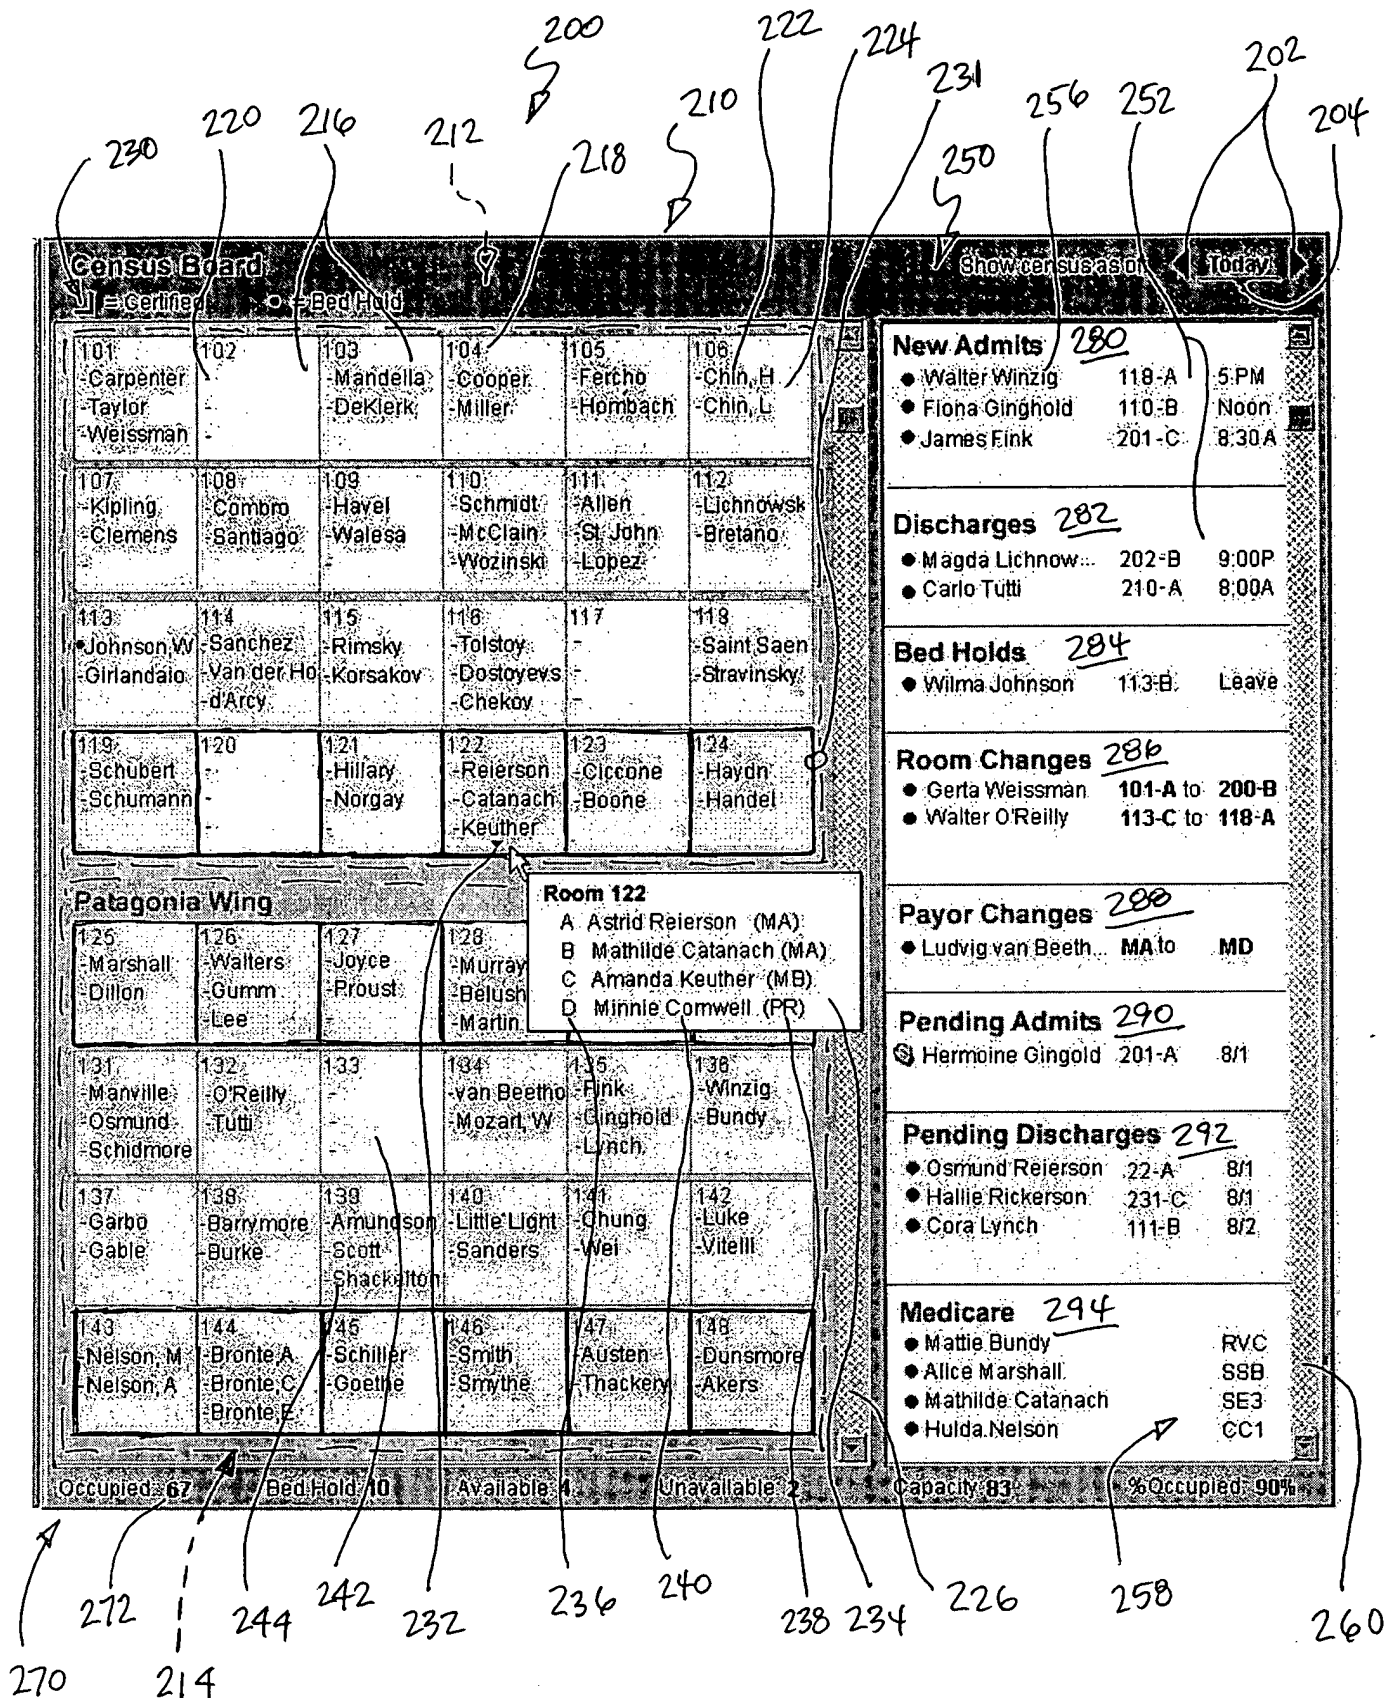 200
222
224
231
256
252
202
204
230
220
216
212
218
210
250
Census Board
Show census as of Today
= Certified • = Bed Hold
101 102 103 104 105 106
-Carpenter - -Mandella -Cooper -Fercho -Chin, H
-Taylor - -DeKlerk -Miller -Hombach -Chin, L
-Weissman -
107 108 109 110 111 112
-Kipling Combro -Havel -Schmidt -Allen -Lichnowsk
-Clemens -Santiago -Walesa -McClain -St. John -Bretano
- - -Wozinski -Lopez
113 114 115 116 117 118
•Johnson,W -Sanchez -Rimsky -Tolstoy - -Saint Saen
-Girlandaio -Van der Ho -Korsakov -Dostoyevs - -Stravinsky
-d'Arcy -Chekov -
119 120 121 122 123 124
-Schubert - -Hillary -Reierson -Ciccone -Haydn
-Schumann - -Norgay -Catanach -Boone -Handel
- - -Keuther
Patagonia Wing
125 126 127 128
-Marshall -Walters -Joyce -Murray
-Dillon -Gumm -Proust -Belush
-Lee -Martin
Room 122
A Astrid Reierson (MA)
B Mathilde Catanach (MA)
C Amanda Keuther (MB)
D Minnie Cornwell (PR)
131 132 133 134 135 136
-Manville -O'Reilly - -van Beetho -Fink -Winzig
-Osmund -Tutti - Mozart, W Ginghold -Bundy
-Schidmore - -Lynch
137 138 139 140 141 142
-Garbo Barrymore Amundson -Little Light -Chung -Luke
-Gable -Burke Scott -Sanders -Wei -Vitelli
Shackelton
143 144 145 146 147 148
-Nelson, M -Bronte,A -Schiller -Smith -Austen -Dunsmore
-Nelson, A -Bronte,C -Goethe -Smythe -Thackery -Akers
-Bronte,E
New Admits 280
• Walter Winzig 118-A 5 PM
• Fiona Ginghold 110-B Noon
• James Fink 201-C 8:30A
Discharges 282
• Magda Lichnow... 202-B 9:00P
• Carlo Tutti 210-A 8:00A
Bed Holds 284
• Wilma Johnson 113-B Leave
Room Changes 286
• Gerta Weissman 101-A to 200-B
• Walter O'Reilly 113-C to 118-A
Payor Changes 288
• Ludvig van Beeth... MA to MD
Pending Admits 290
Hermoine Gingold 201-A 8/1
Pending Discharges 292
• Osmund Reierson 22-A 8/1
• Hallie Rickerson 231-C 8/1
• Cora Lynch 111-B 8/2
Medicare 294
• Mattie Bundy RVC
• Alice Marshall SSB
• Mathilde Catanach SE3
• Hulda Nelson CC1
Occupied: 67 Bed Hold: 10 Available: 4 Unavailable: 2 Capacity: 83 %Occupied: 90%
272
244
242
232
236
240
238
234
226
258
260
270
214